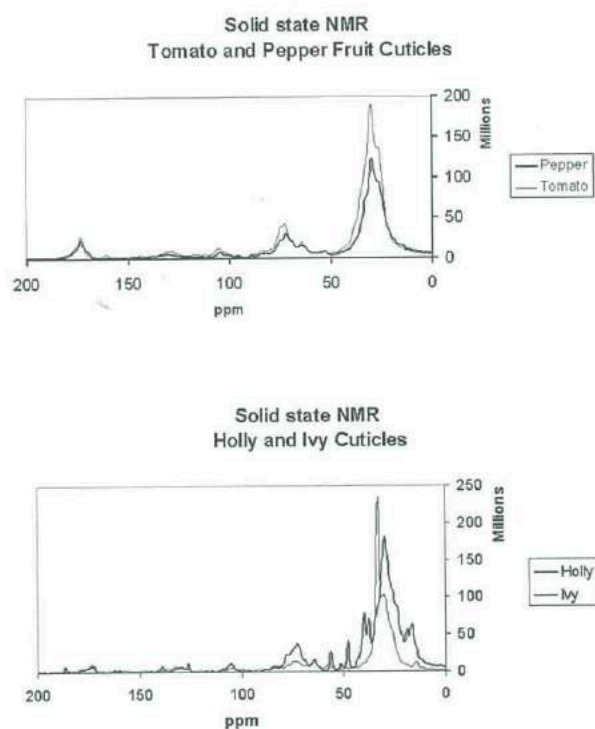 Solid state NMR
Tomato and Pepper Fruit Cuticles
200
150
100
50
0
Millions
Pepper
Tomato
200
150
100
50
0
ppm
Solid state NMR
Holly and Ivy Cuticles
250
200
150
100
50
0
Millions
Holly
Ivy
200
150
100
50
0
ppm